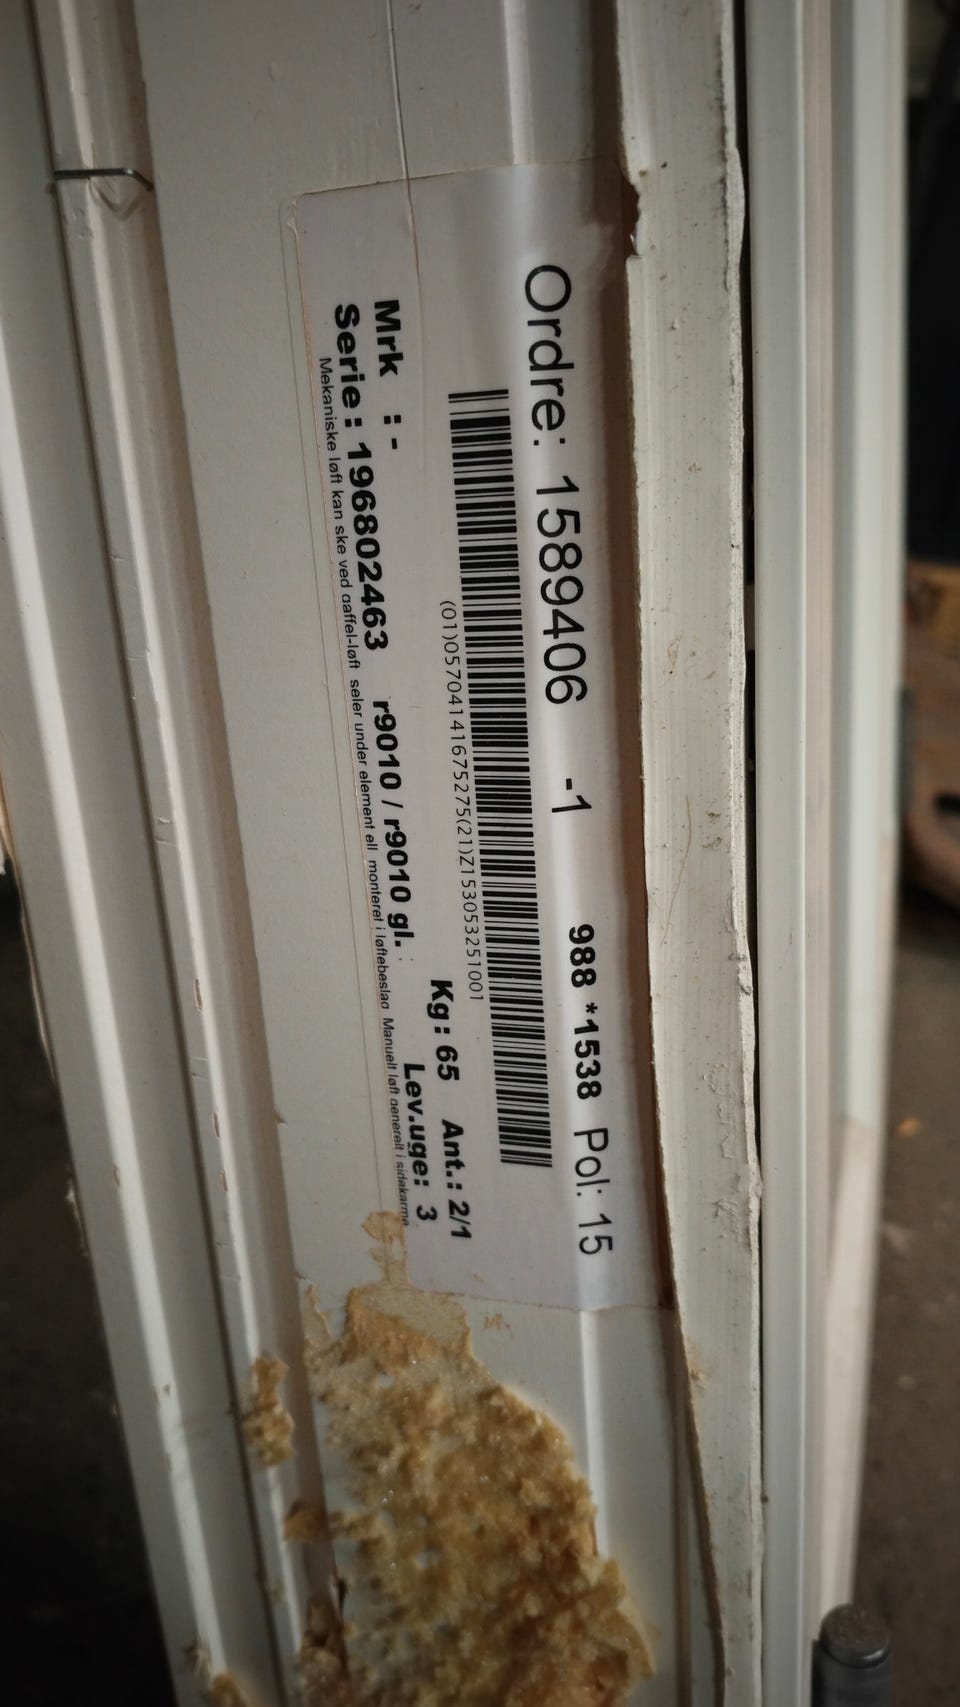 Ordre: 1589406 -1 988 *1538 Pol: 15
(01)05704141675275(21)Z153053251001
Kg: 65 Ant.: 2/1
Mrk : -
r9010 / r9010 gl. Lev.uge: 3
Serie: 196802463
Mekaniske løft kan ske ved gaffel-løft seler under element ell monteret i løftebeslag Manuelt løft generelt i sidekarme